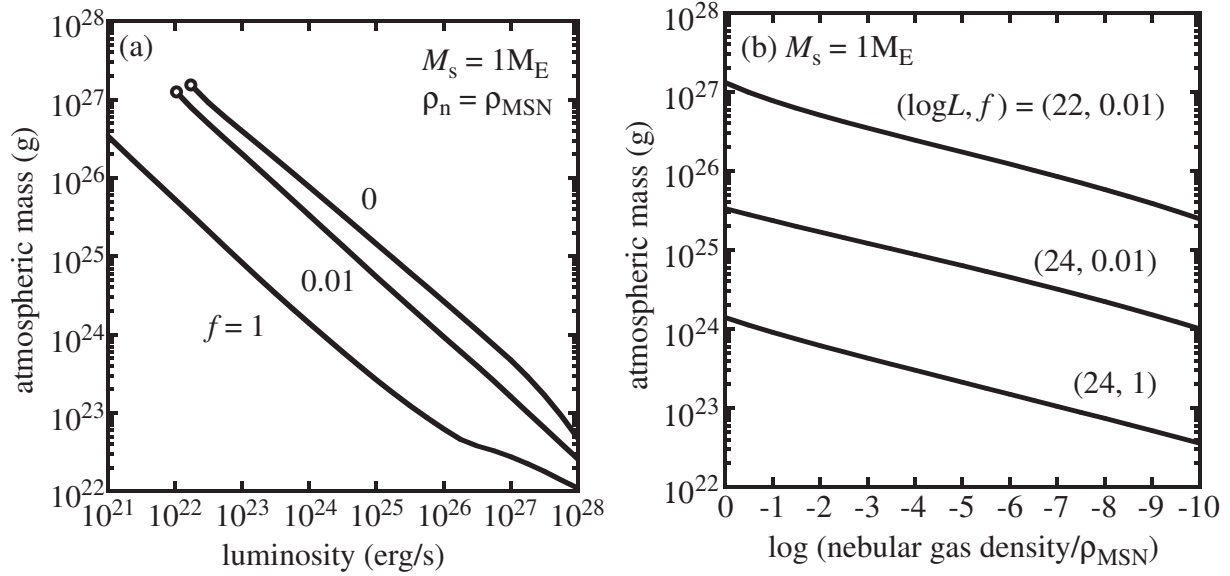 (a)
M_s = 1M_E
ρ_n = ρ_MSN
0
0.01
f = 1
atmospheric mass (g)
10^28
10^27
10^26
10^25
10^24
10^23
10^22
10^21 10^22 10^23 10^24 10^25 10^26 10^27 10^28
luminosity (erg/s)
(b) M_s = 1M_E
(logL, f) = (22, 0.01)
(24, 0.01)
(24, 1)
atmospheric mass (g)
10^28
10^27
10^26
10^25
10^24
10^23
10^22
0 -1 -2 -3 -4 -5 -6 -7 -8 -9 -10
log (nebular gas density/ρ_MSN)